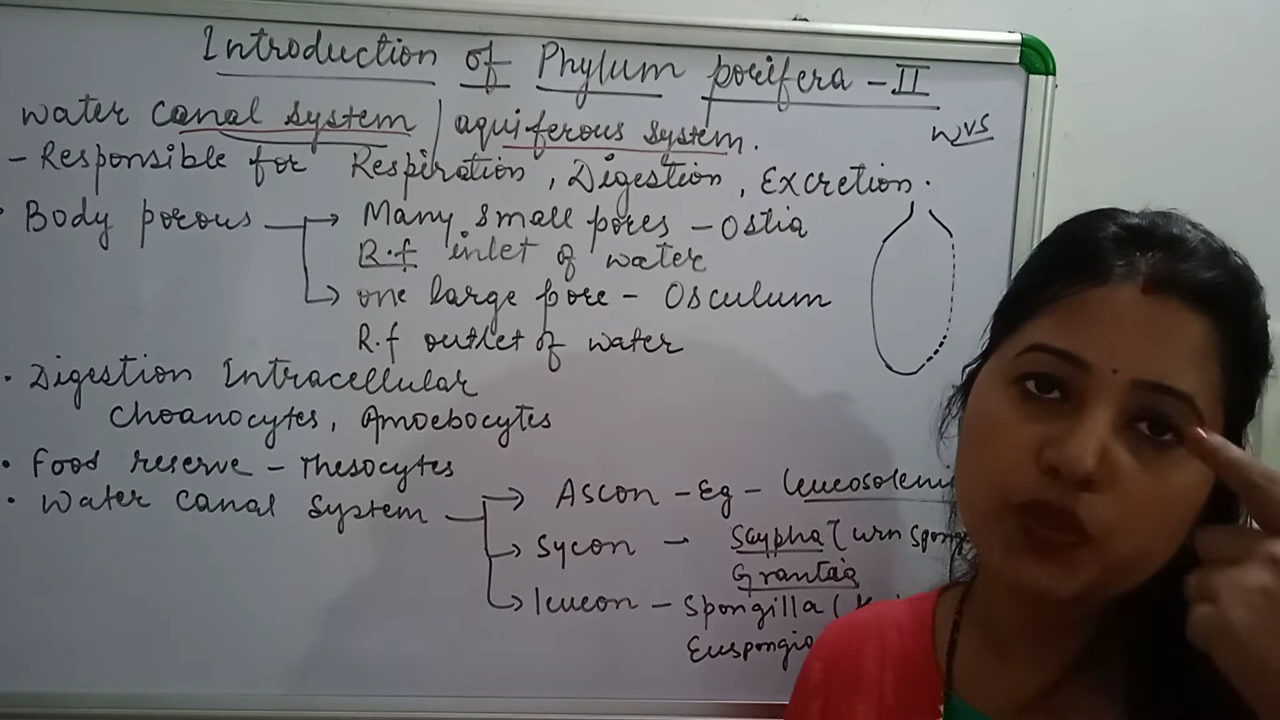 Introduction of Phylum porifera - II
Water canal system / aquiferous system.
WVS
- Responsible for Respiration, Digestion, Excretion.
• Body porous → Many small pores - Ostia
R.f inlet of water
→ one large pore - Osculum
R.f outlet of water
• Digestion Intracellular
Choanocytes, Amoebocytes
• Food reserve - Thesocytes
• Water Canal System → Ascon - Eg - leucosoleni
→ Sycon - Scypha (urn sponge
Grantia
→ leucon - Spongilla (
Euspongia